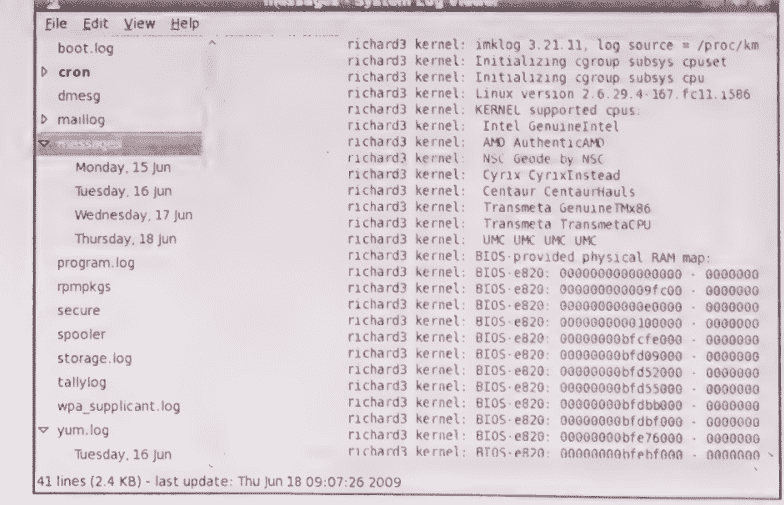 messages - System Log Viewer
File Edit View Help
boot.log
cron
dmesg
maillog
messages
Monday, 15 Jun
Tuesday, 16 Jun
Wednesday, 17 Jun
Thursday, 18 Jun
program.log
rpmpkgs
secure
spooler
storage.log
tallylog
wpa_supplicant.log
yum.log
Tuesday, 16 Jun
richard3 kernel: imklog 3.21.11, log source = /proc/km
richard3 kernel: Initializing cgroup subsys cpuset
richard3 kernel: Initializing cgroup subsys cpu
richard3 kernel: Linux version 2.6.29.4-167.fc11.i586
richard3 kernel: KERNEL supported cpus:
richard3 kernel: Intel GenuineIntel
richard3 kernel: AMD AuthenticAMD
richard3 kernel: NSC Geode by NSC
richard3 kernel: Cyrix CyrixInstead
richard3 kernel: Centaur CentaurHauls
richard3 kernel: Transmeta GenuineTMx86
richard3 kernel: Transmeta TransmetaCPU
richard3 kernel: UMC UMC UMC UMC
richard3 kernel: BIOS-provided physical RAM map:
richard3 kernel: BIOS-e820: 0000000000000000 - 0000000
richard3 kernel: BIOS-e820: 000000000009fc00 - 0000000
richard3 kernel: BIOS-e820: 00000000000e0000 - 0000000
richard3 kernel: BIOS-e820: 0000000000100000 - 0000000
richard3 kernel: BIOS-e820: 00000000bfcfe000 - 0000000
richard3 kernel: BIOS-e820: 00000000bfd09000 - 0000000
richard3 kernel: BIOS-e820: 00000000bfd52000 - 0000000
richard3 kernel: BIOS-e820: 00000000bfd55000 - 0000000
richard3 kernel: BIOS-e820: 00000000bfdbb000 - 0000000
richard3 kernel: BIOS-e820: 00000000bfdbf000 - 0000000
richard3 kernel: BIOS-e820: 00000000bfe76000 - 0000000
richard3 kernel: BIOS-e820: 00000000bfebf000 - 0000000
41 lines (2.4 KB) - last update: Thu Jun 18 09:07:26 2009